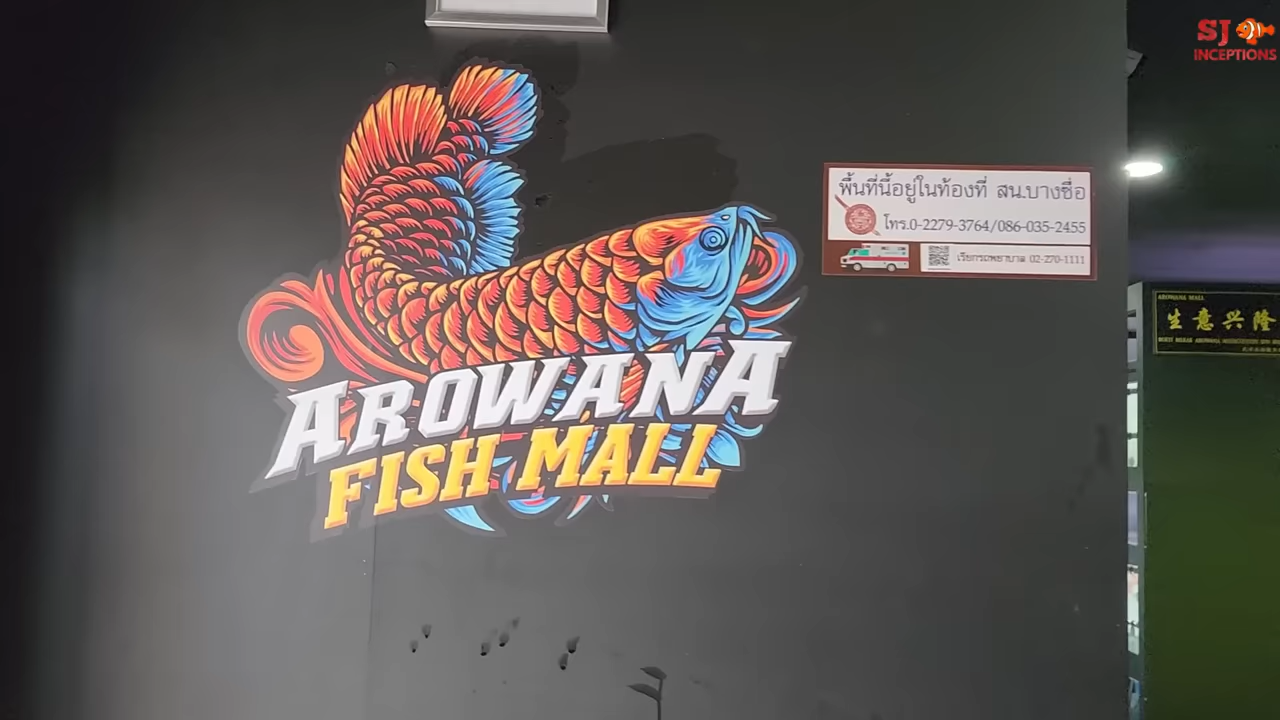 SJ
INCEPTIONS
AROWANA
FISH MALL
พื้นที่นี้อยู่ในท้องที่ สน.บางซื่อ
โทร.0-2279-3764/086-035-2455
เรียกรถพยาบาล 02-270-1111
AROWANA MALL
生意兴隆